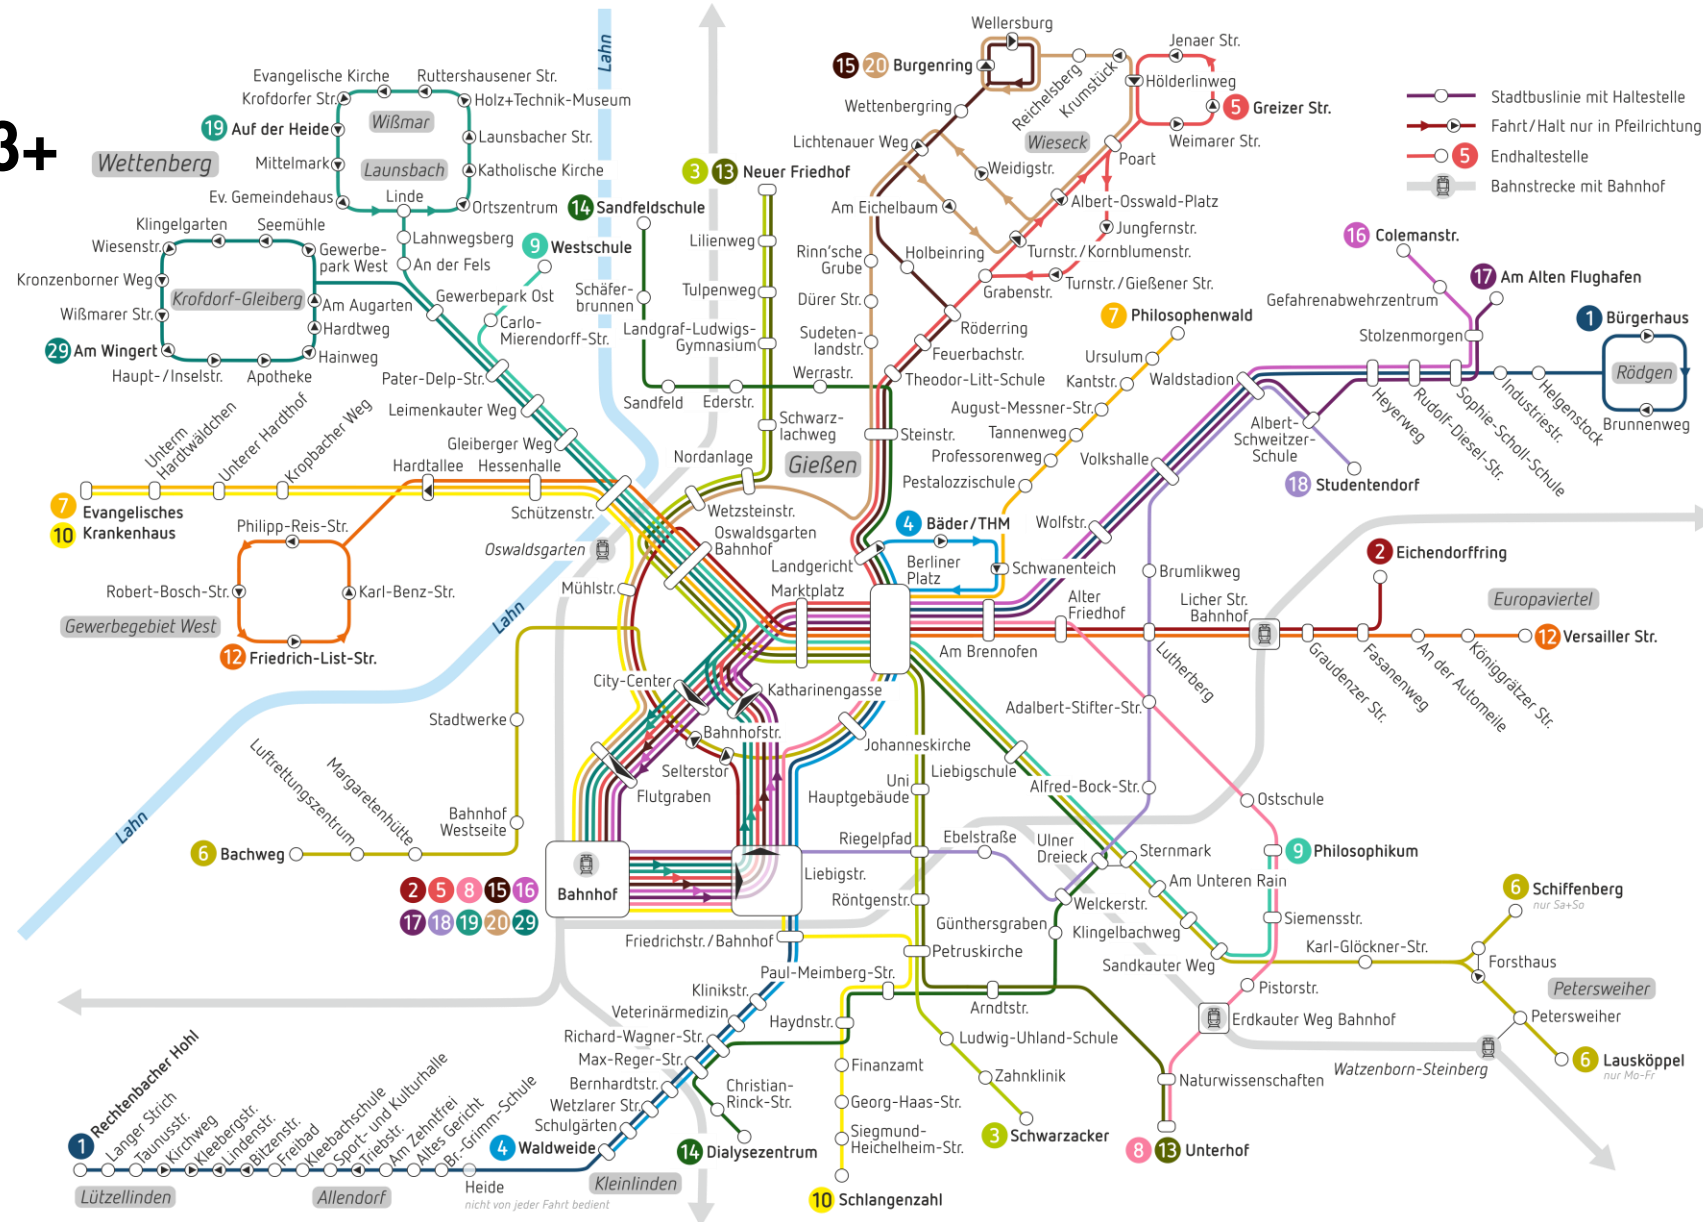 3+
Wettenberg
Lahn
Evangelische Kirche
Ruttershausener Str.
Krofdorfer Str.
Holz+Technik-Museum
Wißmar
19 Auf der Heide
Launsbacher Str.
Mittelmark
Launsbach
Katholische Kirche
Ev. Gemeindehaus
Linde
Ortszentrum
Klingelgarten
Seemühle
Lahnwegsberg
Wiesenstr.
Gewerbe-
park West
An der Fels
Kronzenborner Weg
Krofdorf-Gleiberg
Am Augarten
Gewerbepark Ost
Wißmarer Str.
Hardtweg
29 Am Wingert
Hainweg
Haupt-/Inselstr.
Apotheke
9 Westschule
Carlo-
Mierendorff-Str.
Pater-Delp-Str.
Leimenkauter Weg
Gleiberger Weg
14 Sandfeldschule
Schäfer-
brunnen
Sandfeld
Ederstr.
Werrastr.
3 13 Neuer Friedhof
Lilienweg
Tulpenweg
Landgraf-Ludwigs-
Gymnasium
Schwarz-
lachweg
Nordanlage
Gießen
Wetzsteinstr.
15 20 Burgenring
Wellersburg
Wettenbergring
Reichelsberg
Krumstück
Lichtenauer Weg
Wieseck
Weidigstr.
Am Eichelbaum
Rinn'sche
Grube
Holbeinring
Dürer Str.
Sudeten-
landstr.
Jenaer Str.
Hölderlinweg
5 Greizer Str.
Weimarer Str.
Poart
Albert-Osswald-Platz
Jungfernstr.
Turnstr./Kornblumenstr.
Turnstr./Gießener Str.
Grabenstr.
Röderring
Feuerbachstr.
Theodor-Litt-Schule
Steinstr.
Stadtbuslinie mit Haltestelle
Fahrt/Halt nur in Pfeilrichtung
5 Endhaltestelle
Bahnstrecke mit Bahnhof
16 Colemanstr.
17 Am Alten Flughafen
Gefahrenabwehrzentrum
Stolzenmorgen
1 Bürgerhaus
Rödgen
Brunnenweg
Helgenstock
Industriestr.
Sophie-Scholl-Schule
Rudolf-Diesel-Str.
Heyerweg
Waldstadion
Albert-
Schweitzer-
Schule
18 Studentendorf
Volkshalle
Wolfstr.
7 Philosophenwald
Ursulum
Kantstr.
August-Messner-Str.
Tannenweg
Professorenweg
Pestalozzischule
4 Bäder/THM
Berliner
Platz
Schwanenteich
Landgericht
Marktplatz
Unterm
Hardtwäldchen
Unterer Hardthof
Kropbacher Weg
Hardtallee
Hessenhalle
Schützenstr.
7
10
Evangelisches
Krankenhaus
Philipp-Reis-Str.
Robert-Bosch-Str.
Karl-Benz-Str.
Gewerbegebiet West
12 Friedrich-List-Str.
Oswaldsgarten
Oswaldsgarten
Bahnhof
Mühlstr.
Lahn
Lahn
Brumlikweg
Alter
Friedhof
Licher Str.
Bahnhof
2 Eichendorffring
Europaviertel
12 Versailler Str.
Am Brennofen
Lutherberg
Graudenzer Str.
Fasanenweg
An der Automeile
Königgrätzer Str.
City-Center
Katharinengasse
Bahnhofstr.
Selterstor
Flutgraben
Johanneskirche
Stadtwerke
Luftrettungszentrum
Margaretenhütte
Bahnhof
Westseite
6 Bachweg
Bahnhof
2 5 8 15 16
17 18 19 20 29
Liebigstr.
Uni
Hauptgebäude
Liebigschule
Adalbert-Stifter-Str.
Alfred-Bock-Str.
Riegelpfad
Ebelstraße
Ulner
Dreieck
Sternmark
Ostschule
9 Philosophikum
Am Unteren Rain
Röntgenstr.
Welckerstr.
Günthersgraben
Klingelbachweg
Siemensstr.
Sandkauter Weg
Karl-Glöckner-Str.
6 Schiffenberg
nur Sa+So
Forsthaus
Petersweiher
Petersweiher
6 Lausköppel
nur Mo-Fr
Pistorstr.
Erdkauter Weg Bahnhof
Watzenborn-Steinberg
Naturwissenschaften
8 13 Unterhof
Friedrichstr./Bahnhof
Petruskirche
Paul-Meimberg-Str.
Arndtstr.
Haydnstr.
Ludwig-Uhland-Schule
Zahnklinik
3 Schwarzacker
Finanzamt
Georg-Haas-Str.
Siegmund-
Heichelheim-Str.
10 Schlangenzahl
Klinikstr.
Veterinärmedizin
Richard-Wagner-Str.
Max-Reger-Str.
Bernhardtstr.
Wetzlarer Str.
Schulgärten
4 Waldweide
Christian-
Rinck-Str.
14 Dialysezentrum
Kleinlinden
1 Rechtenbacher Hohl
Langer Strich
Taunusstr.
Kirchweg
Kleebergstr.
Lindenstr.
Bitzenstr.
Freibad
Kleebachschule
Sport- und Kulturhalle
Triebstr.
Am Zehntfrei
Altes Gericht
Br.-Grimm-Schule
Heide
nicht von jeder Fahrt bedient
Lützellinden
Allendorf